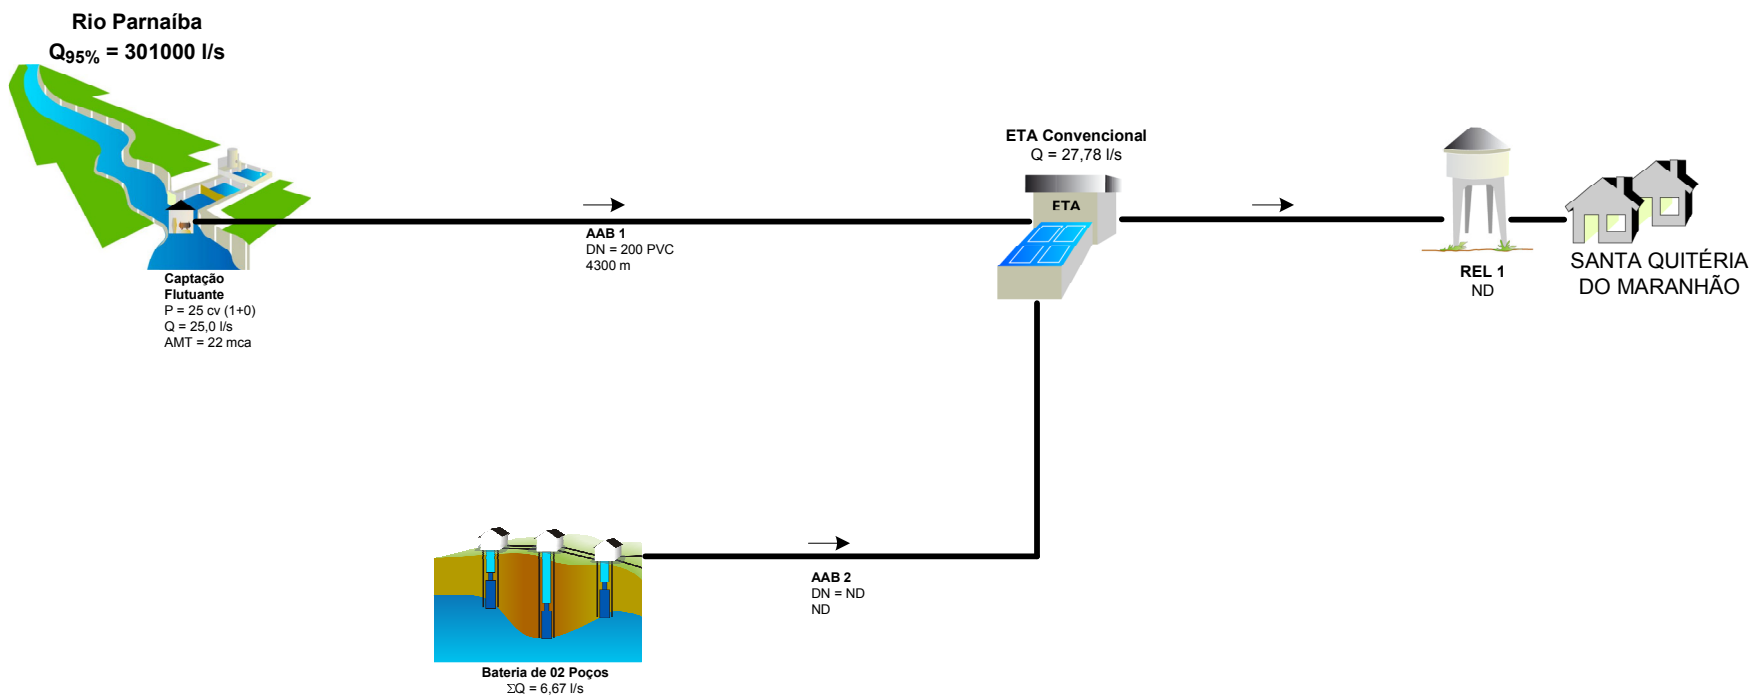 Rio Parnaíba
Q95% = 301000 l/s
ETA Convencional
Q = 27,78 l/s
ETA
AAB 1
DN = 200 PVC
4300 m
Captação
Flutuante
P = 25 cv (1+0)
Q = 25,0 l/s
AMT = 22 mca
REL 1
ND
SANTA QUITÉRIA
DO MARANHÃO
AAB 2
DN = ND
ND
Bateria de 02 Poços
ΣQ = 6,67 l/s